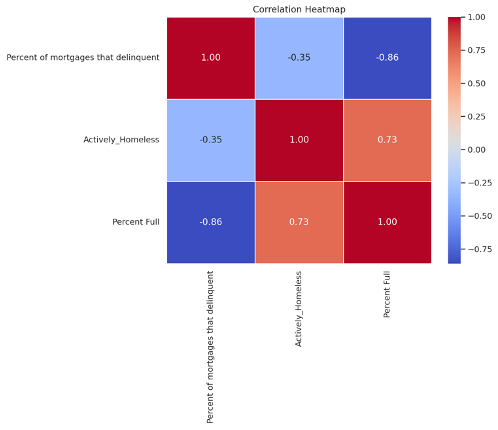 Correlation Heatmap
Percent of mortgages that delinquent
1.00
-0.35
-0.86
Actively_Homeless
-0.35
1.00
0.73
Percent Full
-0.86
0.73
1.00
Percent of mortgages that delinquent
Actively_Homeless
Percent Full
1.00
0.75
0.50
0.25
0.00
−0.25
−0.50
−0.75